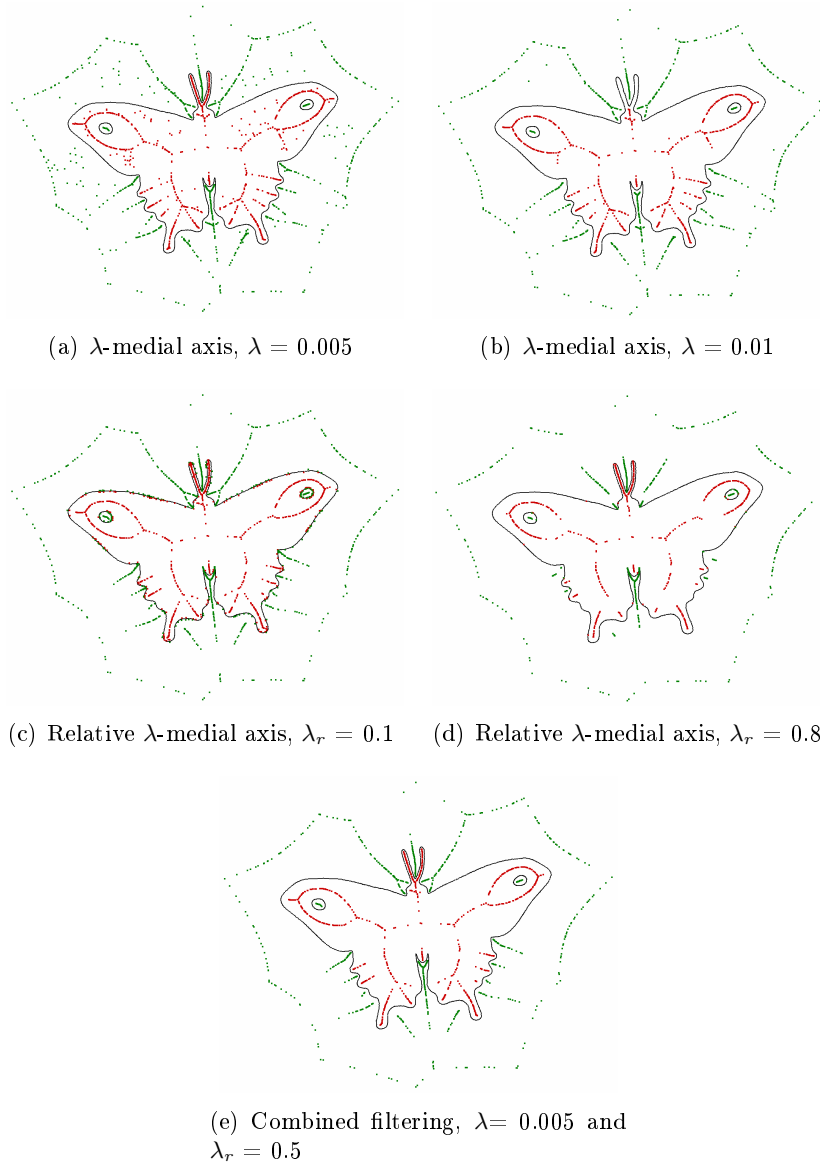 (a) λ-medial axis, λ = 0.005
(b) λ-medial axis, λ = 0.01
(c) Relative λ-medial axis, λr = 0.1
(d) Relative λ-medial axis, λr = 0.8
(e) Combined filtering, λ= 0.005 and
λr = 0.5